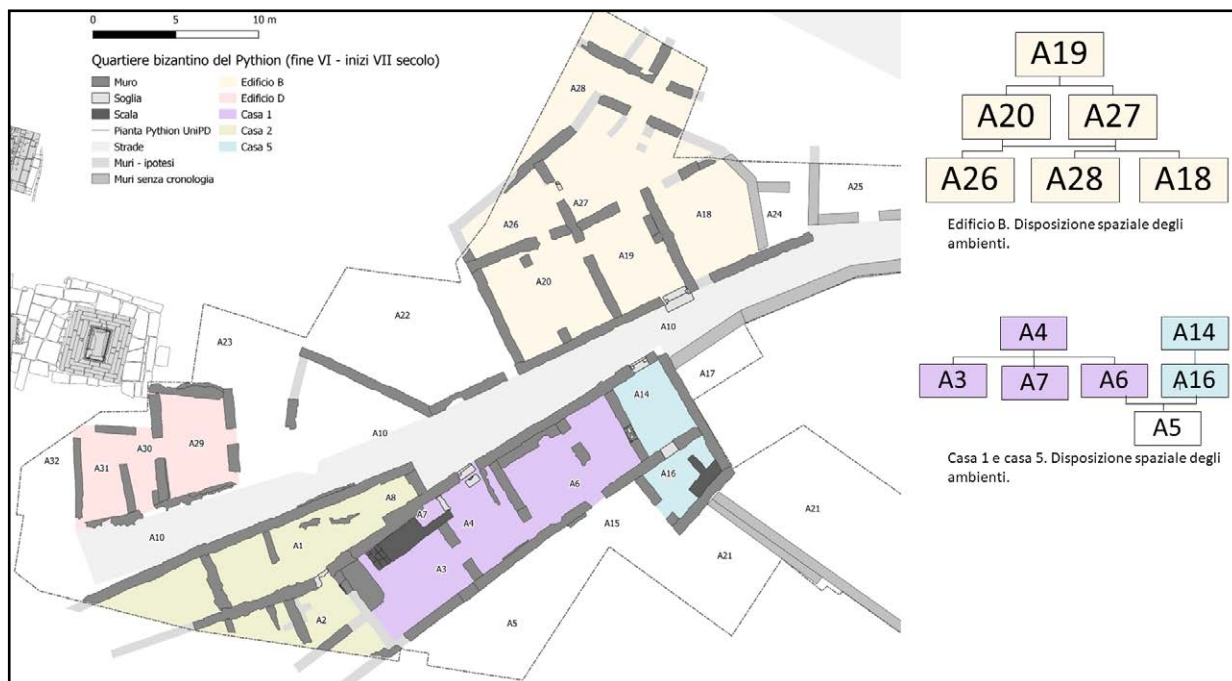 0 5 10 m
Quartiere bizantino del Pythion (fine VI - inizi VII secolo)
Muro
Soglia
Scala
Pianta Pythion UniPD
Strade
Muri - ipotesi
Muri senza cronologia
Edificio B
Edificio D
Casa 1
Casa 2
Casa 5
A28
A25
A24
A27
A26
A18
A19
A20
A22
A10
A23
A17
A14
A10
A32
A30
A29
A31
A16
A6
A8
A7
A4
A15
A21
A1
A10
A21
A3
A2
A5
A19
A20 A27
A26 A28 A18
Edificio B. Disposizione spaziale degli
ambienti.
A4 A14
A3 A7 A6 A16
A5
Casa 1 e casa 5. Disposizione spaziale degli
ambienti.